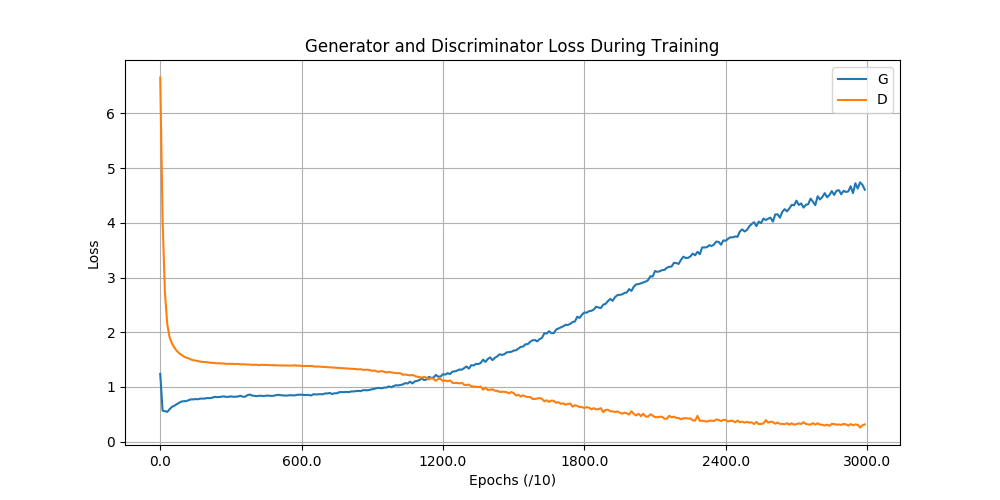 Generator and Discriminator Loss During Training
G
D
Loss
6
5
4
3
2
1
0
0.0 600.0 1200.0 1800.0 2400.0 3000.0
Epochs (/10)